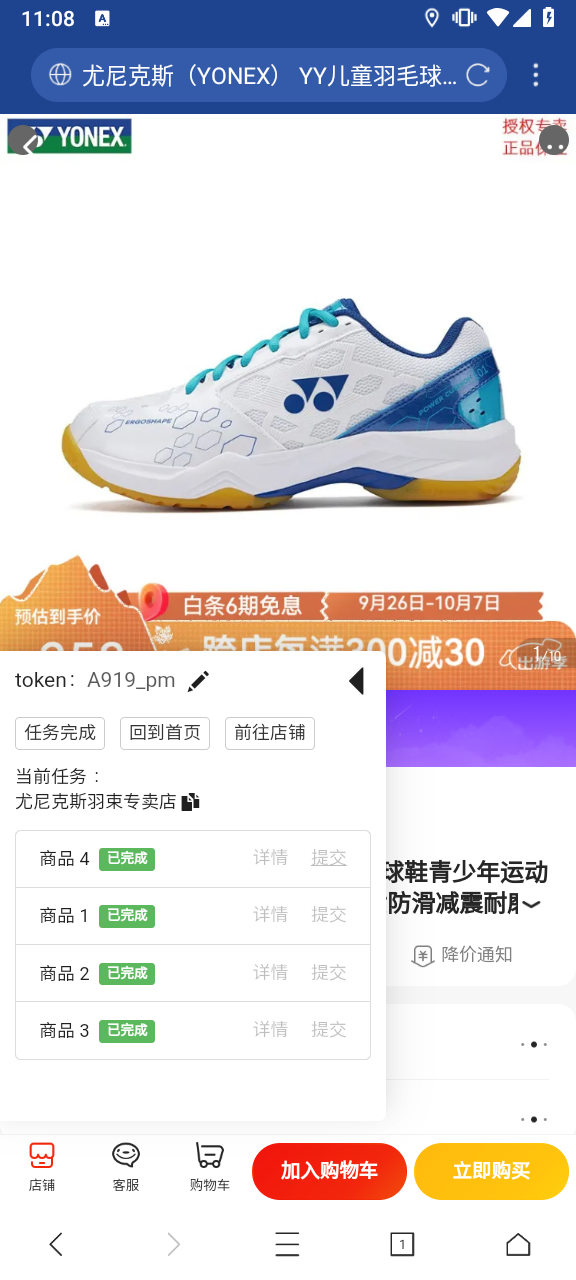 11:08
A
尤尼克斯（YONEX） YY儿童羽毛球...
YONEX
授权专卖
ERGOSHAPE
白条6期免息
9月26日-10月7日
预估到手价
跨店每满300减30
出游季
1/10
token: A919_pm
任务完成
回到首页
前往店铺
当前任务：
尤尼克斯羽束专卖店
商品 4 已完成 详情 提交
商品 1 已完成 详情 提交
商品 2 已完成 详情 提交
商品 3 已完成 详情 提交
球鞋青少年运动
防滑减震耐
降价通知
店铺
客服
购物车
加入购物车
立即购买
1